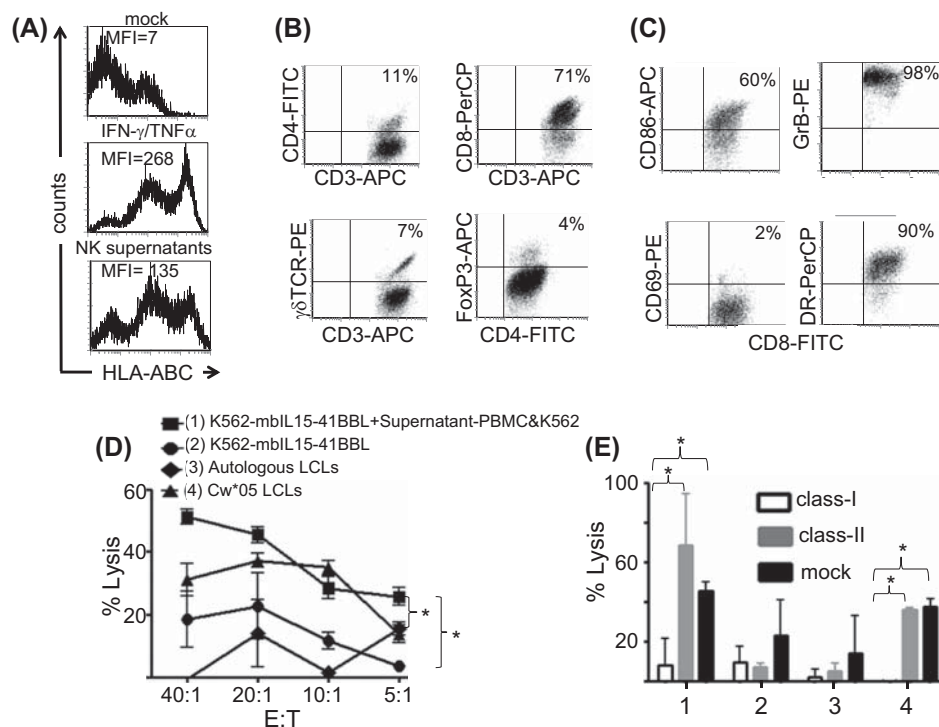 (A)
mock
MFI=7
IFN-γ/TNFα
MFI=268
NK supernatants
MFI= 135
counts
HLA-ABC
(B)
11%
CD4-FITC
CD3-APC
71%
CD8-PerCP
CD3-APC
7%
γδTCR-PE
CD3-APC
4%
FoxP3-APC
CD4-FITC
(C)
60%
CD86-APC
98%
GrB-PE
2%
CD69-PE
90%
DR-PerCP
CD8-FITC
(D)
(1) K562-mbIL15-41BBL+Supernatant-PBMC&K562
(2) K562-mbIL15-41BBL
(3) Autologous LCLs
(4) Cw*05 LCLs
% Lysis
60
40
20
40:1 20:1 10:1 5:1
E:T
*
*
(E)
% Lysis
100
60
20
class-I
class-II
mock
*
*
*
*
1 2 3 4